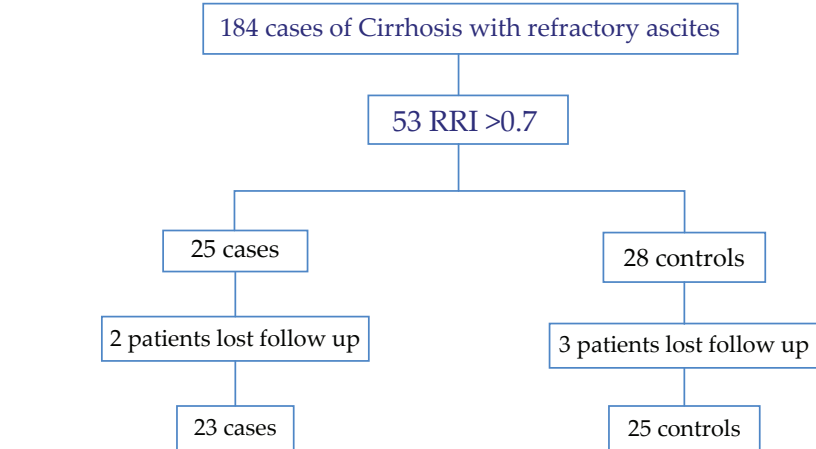 184 cases of Cirrhosis with refractory ascites
53 RRI >0.7
25 cases
28 controls
2 patients lost follow up
3 patients lost follow up
23 cases
25 controls